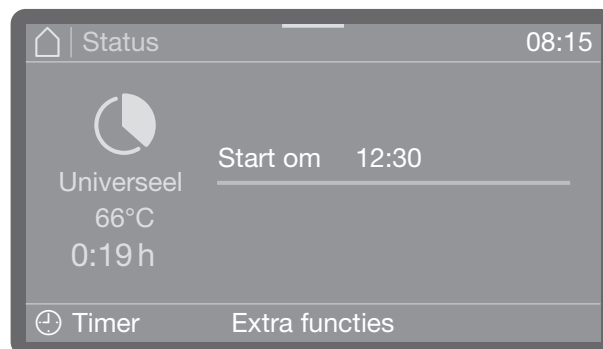 Status 08:15
Start om 12:30
Universeel
66°C
0:19 h
Timer Extra functies